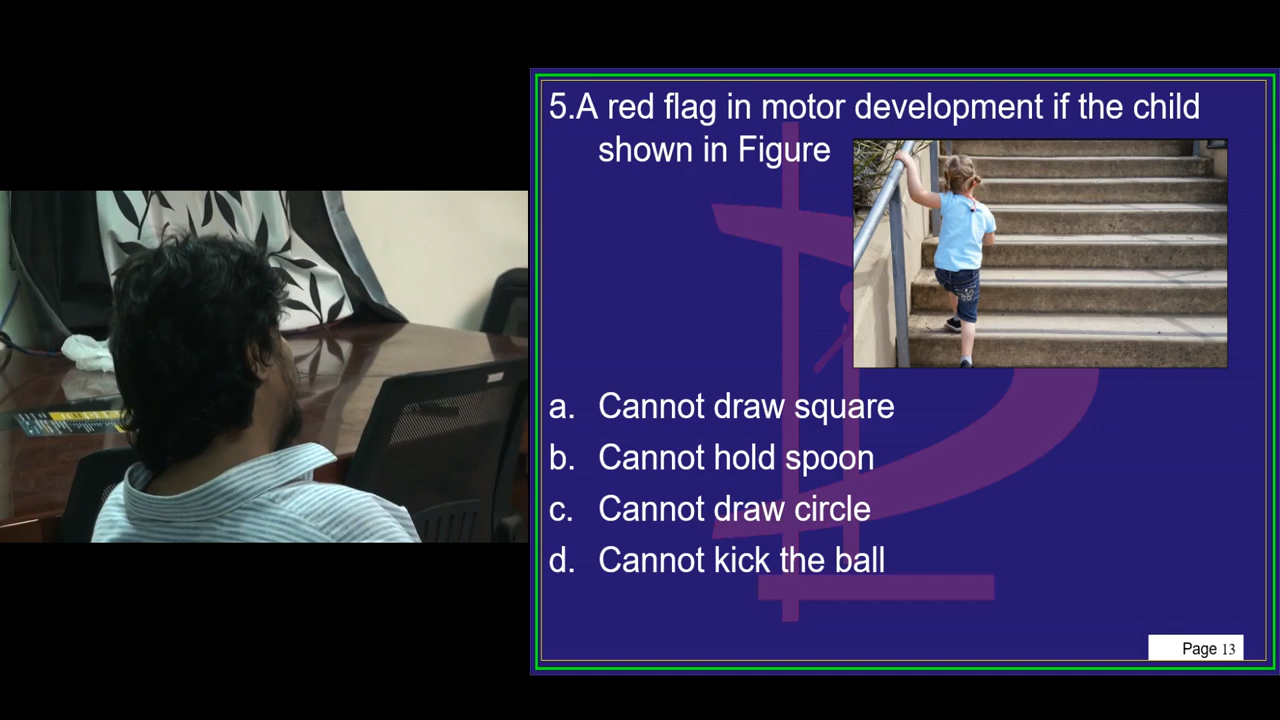 5.A red flag in motor development if the child
shown in Figure
a. Cannot draw square
b. Cannot hold spoon
c. Cannot draw circle
d. Cannot kick the ball
Page 13